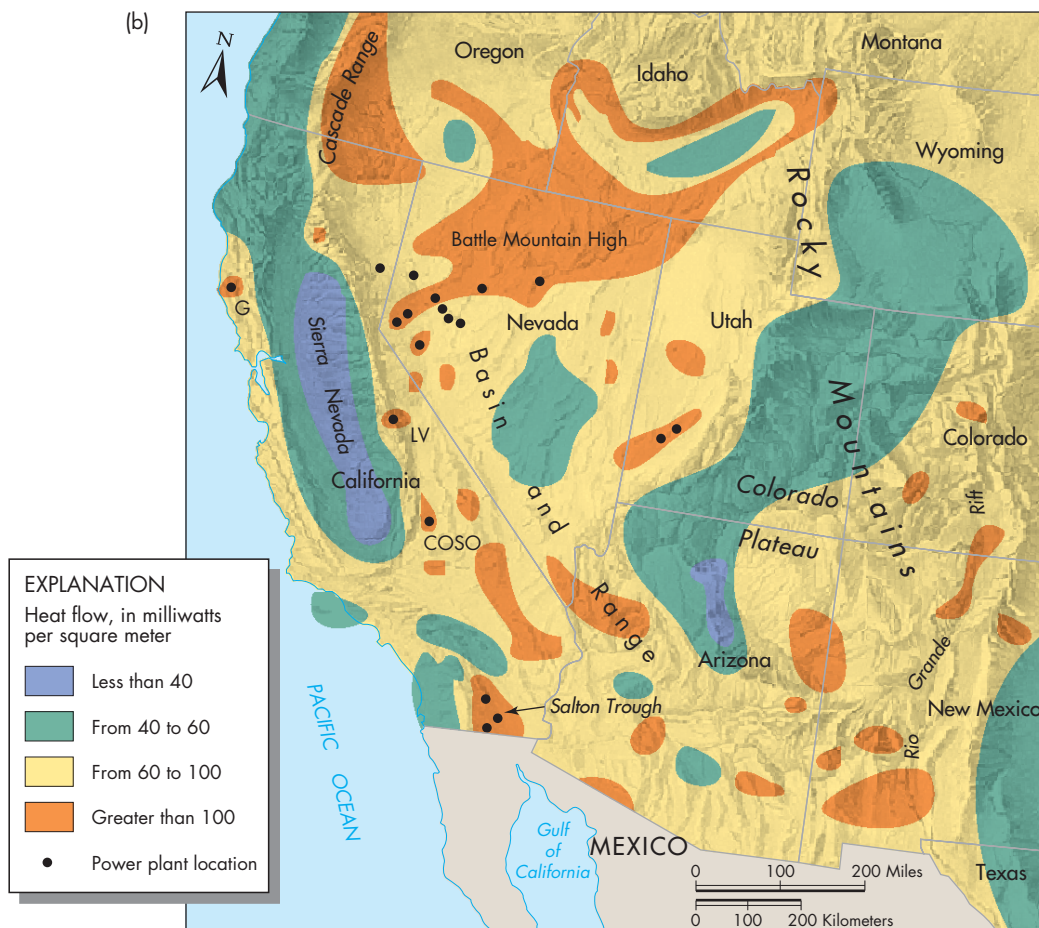 (b)
N
Cascade Range
Oregon
Idaho
Montana
Wyoming
Rocky
Battle Mountain High
G
Sierra
Nevada
Nevada
Utah
Basin
LV
California
Mountains
Colorado
COSO
and
Colorado
Plateau
Rift
Range
Arizona
Grande
New Mexico
Salton Trough
Rio
PACIFIC OCEAN
Gulf
of
California
MEXICO
Texas
0 100 200 Miles
0 100 200 Kilometers
EXPLANATION
Heat flow, in milliwatts
per square meter
Less than 40
From 40 to 60
From 60 to 100
Greater than 100
Power plant location